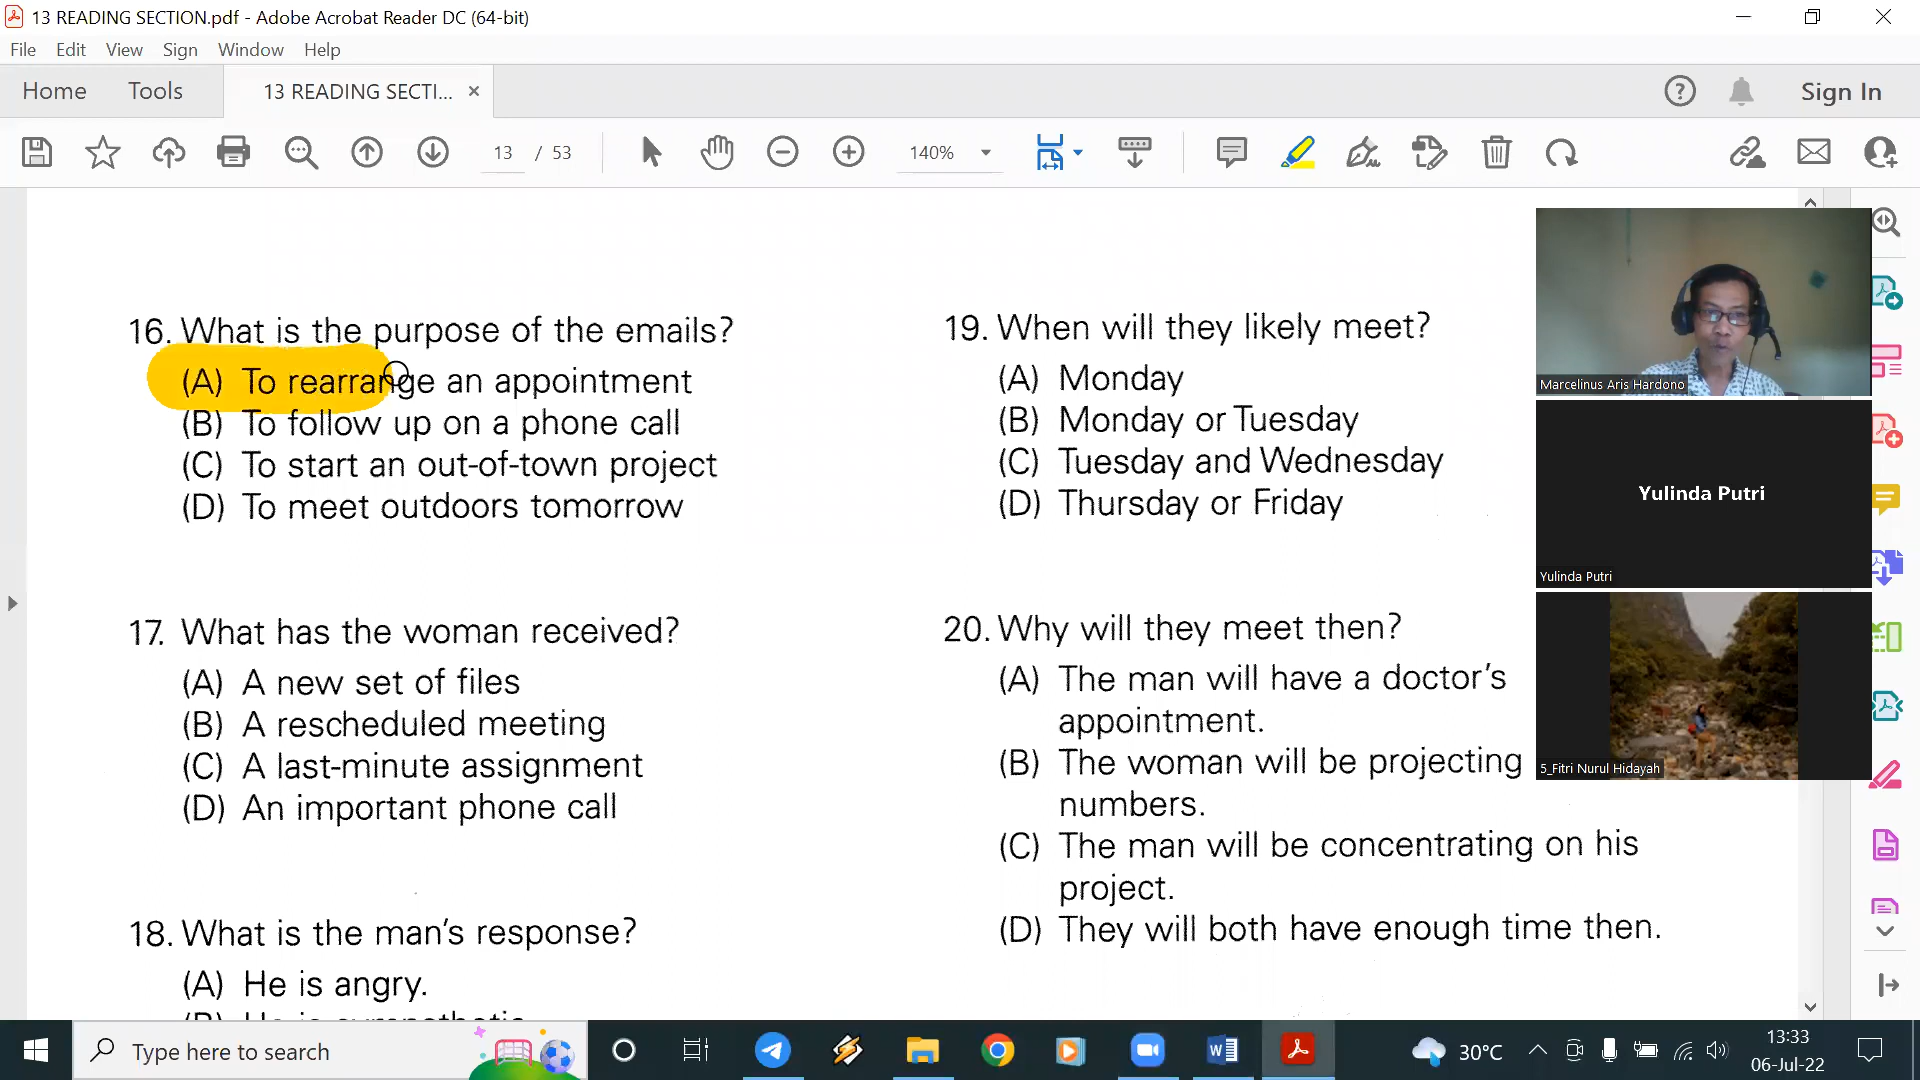 13 READING SECTION.pdf - Adobe Acrobat Reader DC (64-bit)
File Edit View Sign Window Help
Home Tools 13 READING SECTI... × Sign In
13 / 53 140%
16. What is the purpose of the emails?
(A) To rearrange an appointment
(B) To follow up on a phone call
(C) To start an out-of-town project
(D) To meet outdoors tomorrow
17. What has the woman received?
(A) A new set of files
(B) A rescheduled meeting
(C) A last-minute assignment
(D) An important phone call
18. What is the man's response?
(A) He is angry.
(B) He is sympathetic
19. When will they likely meet?
(A) Monday
(B) Monday or Tuesday
(C) Tuesday and Wednesday
(D) Thursday or Friday
20. Why will they meet then?
(A) The man will have a doctor's
appointment.
(B) The woman will be projecting
numbers.
(C) The man will be concentrating on his
project.
(D) They will both have enough time then.
Marcelinus Aris Hardono
Yulinda Putri
Yulinda Putri
5_Fitri Nurul Hidayah
Type here to search
30°C
13:33
06-Jul-22